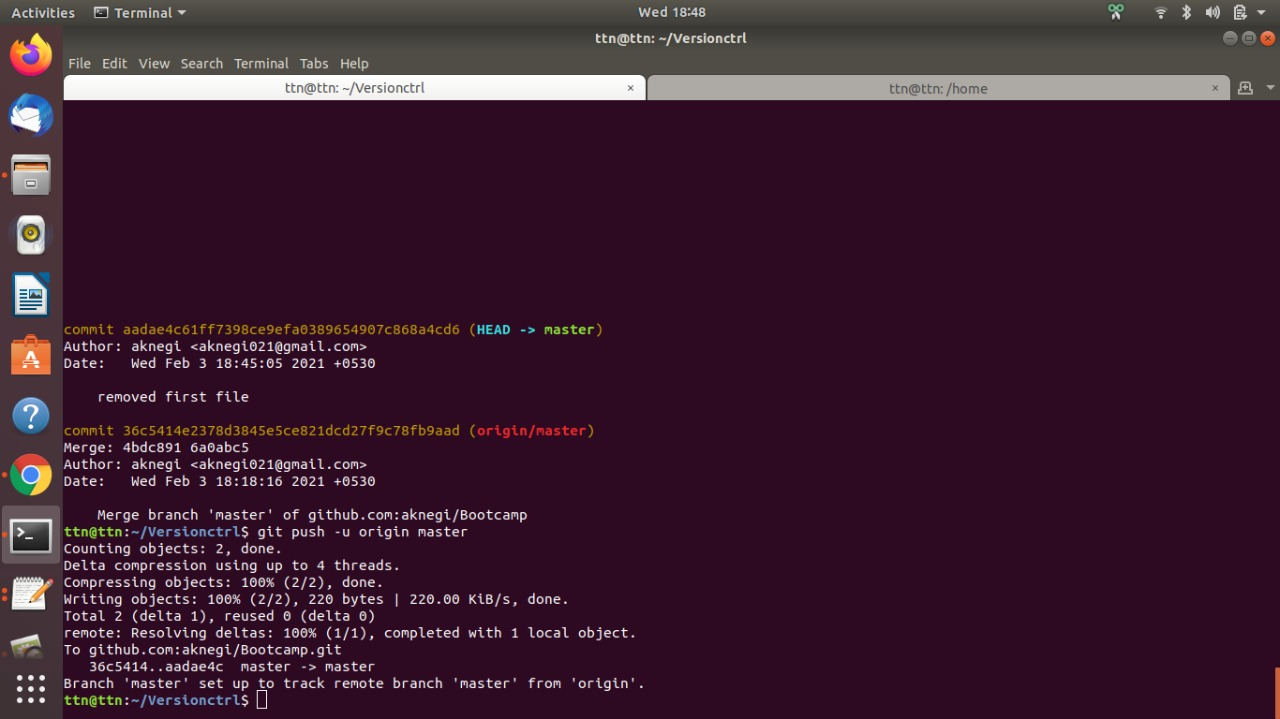 Activities Terminal Wed 18:48
ttn@ttn: ~/Versionctrl
File Edit View Search Terminal Tabs Help
ttn@ttn: ~/Versionctrl × ttn@ttn: /home ×
commit aadae4c61ff7398ce9efa0389654907c868a4cd6 (HEAD -> master)
Author: aknegi <aknegi021@gmail.com>
Date:   Wed Feb 3 18:45:05 2021 +0530
    removed first file
commit 36c5414e2378d3845e5ce821dcd27f9c78fb9aad (origin/master)
Merge: 4bdc891 6a0abc5
Author: aknegi <aknegi021@gmail.com>
Date:   Wed Feb 3 18:18:16 2021 +0530
    Merge branch 'master' of github.com:aknegi/Bootcamp
ttn@ttn:~/Versionctrl$ git push -u origin master
Counting objects: 2, done.
Delta compression using up to 4 threads.
Compressing objects: 100% (2/2), done.
Writing objects: 100% (2/2), 220 bytes | 220.00 KiB/s, done.
Total 2 (delta 1), reused 0 (delta 0)
remote: Resolving deltas: 100% (1/1), completed with 1 local object.
To github.com:aknegi/Bootcamp.git
   36c5414..aadae4c  master -> master
Branch 'master' set up to track remote branch 'master' from 'origin'.
ttn@ttn:~/Versionctrl$